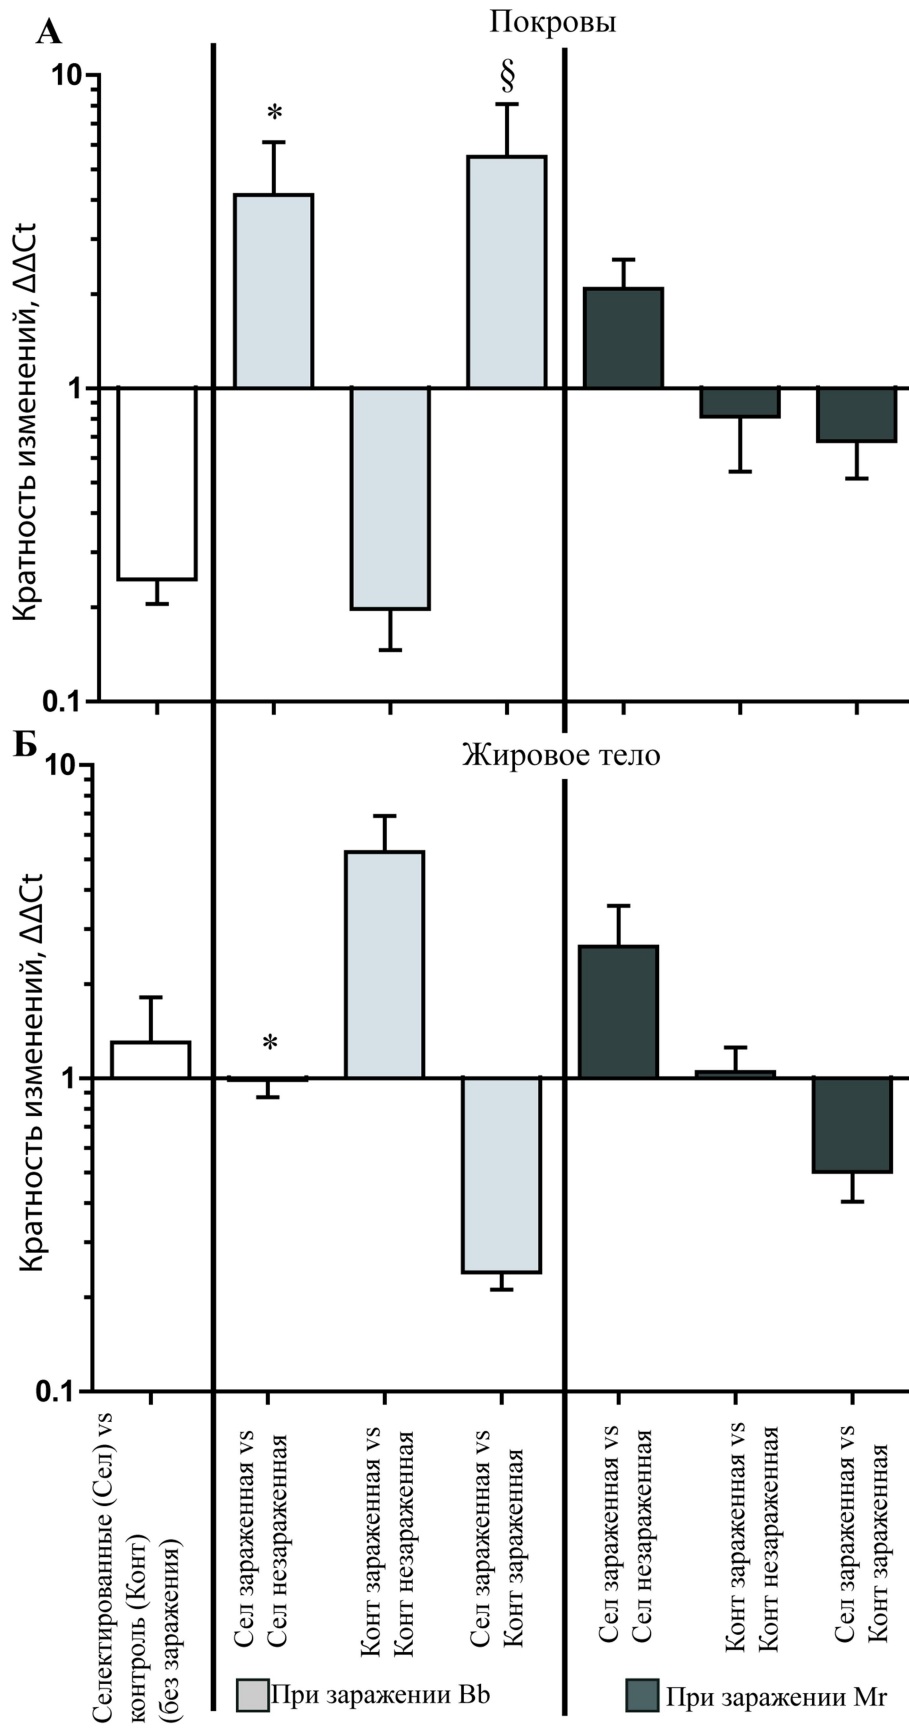 А
Покровы
10
1
0.1
Кратность изменений, ΔΔCt
*
§
Б
Жировое тело
10
1
0.1
Кратность изменений, ΔΔCt
*
Селектированные (Сел) vs
контроль (Конт)
(без заражения)
Сел зараженная vs
Сел незараженная
Конт зараженная vs
Конт незараженная
Сел зараженная vs
Конт зараженная
Сел зараженная vs
Сел незараженная
Конт зараженная vs
Конт незараженная
Сел зараженная vs
Конт зараженная
При заражении Bb
При заражении Mr